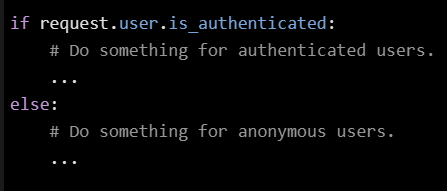 if request.user.is_authenticated:
    # Do something for authenticated users.
    ...
else:
    # Do something for anonymous users.
    ...